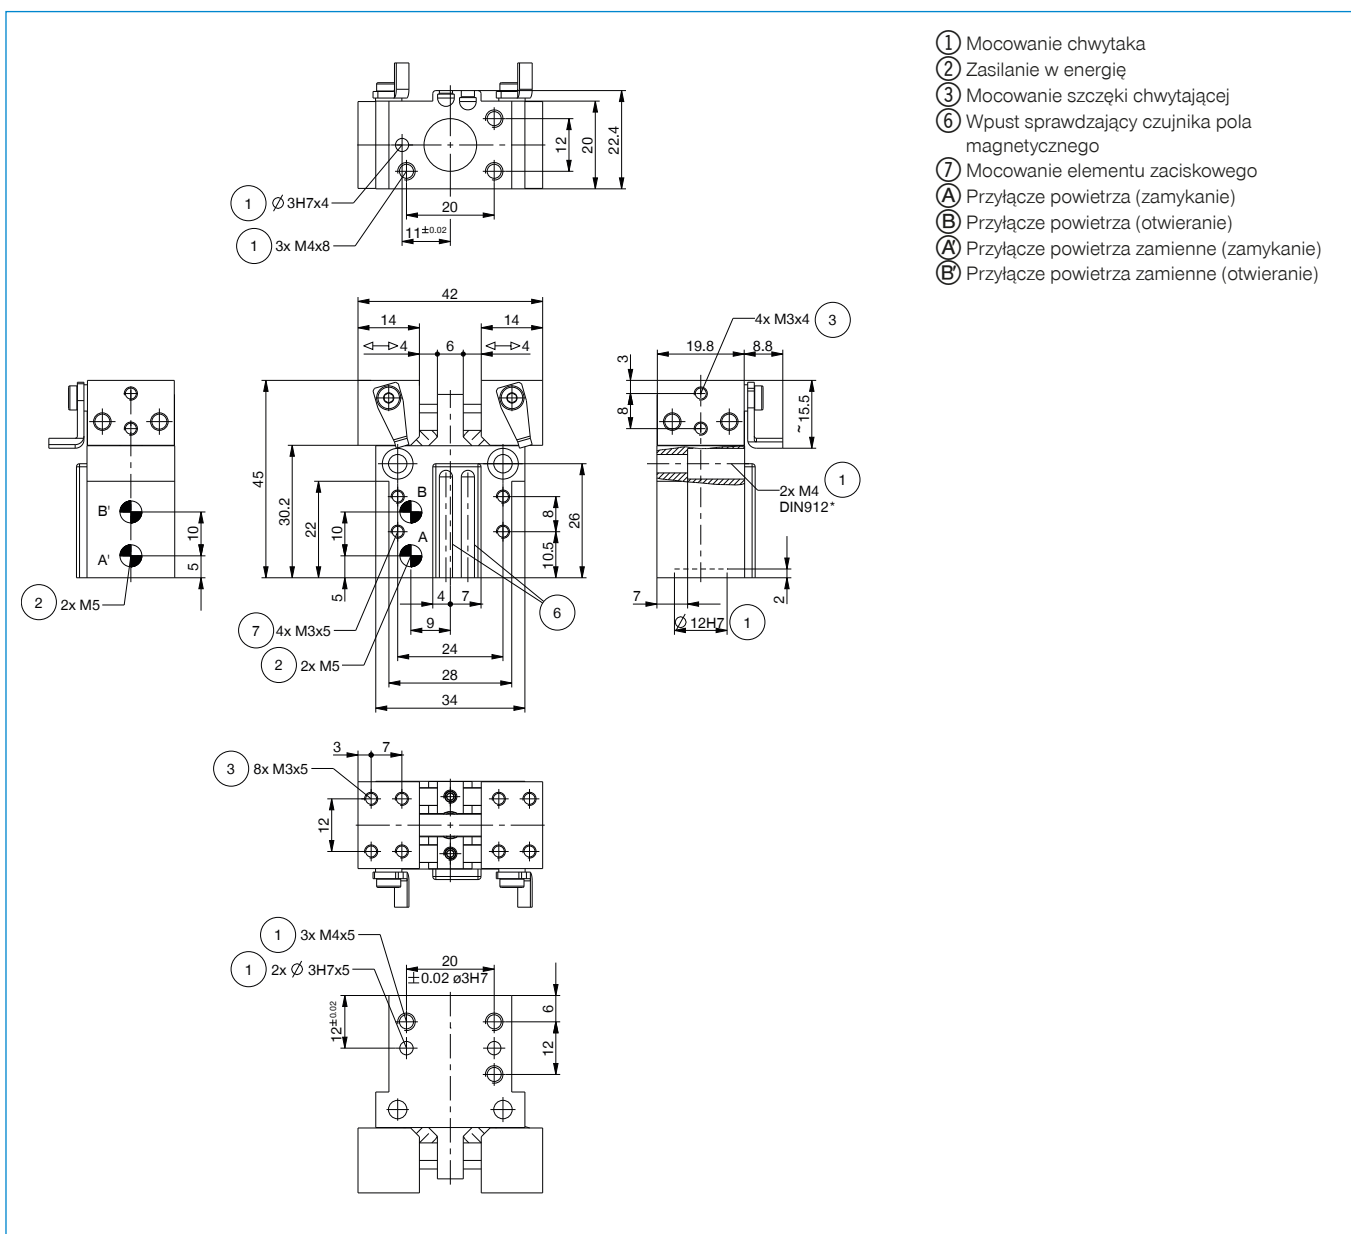 ① Mocowanie chwytaka
② Zasilanie w energię
③ Mocowanie szczęki chwytającej
⑥ Wpust sprawdzający czujnika pola
magnetycznego
⑦ Mocowanie elementu zaciskowego
Ⓐ Przyłącze powietrza (zamykanie)
Ⓑ Przyłącze powietrza (otwieranie)
A' Przyłącze powietrza zamienne (zamykanie)
B' Przyłącze powietrza zamienne (otwieranie)
12
20
22.4
1 Ø 3H7x4
20
11±0.02
1 3x M4x8
42
14
14
4
6
4
45
30.2
22
10
5
B
A
8
10.5
26
4
7
9
6
7 4x M3x5
24
2 2x M5
28
34
B'
A'
10
5
2 2x M5
4x M3x4 3
19.8
8.8
3
8
~ 15.5
2x M4 1
DIN912*
7
2
Ø 12H7 1
3
7
3 8x M3x5
12
1 3x M4x5
1 2x Ø 3H7x5
20
±0.02 ø3H7
12±0.02
6
12